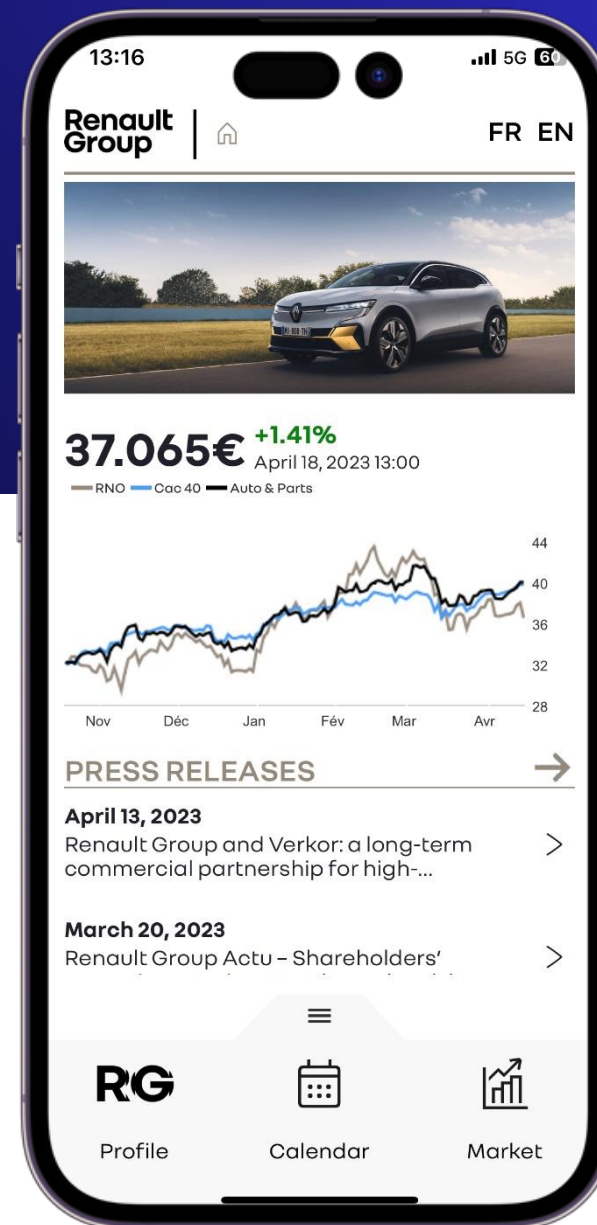 13:16
5G 60
Renault
Group
FR EN
37.065€ +1.41%
April 18, 2023 13:00
RNO Cac 40 Auto & Parts
44
40
36
32
28
Nov Déc Jan Fév Mar Avr
PRESS RELEASES
April 13, 2023
Renault Group and Verkor: a long-term
commercial partnership for high-...
March 20, 2023
Renault Group Actu – Shareholders’
RG
Profile Calendar Market